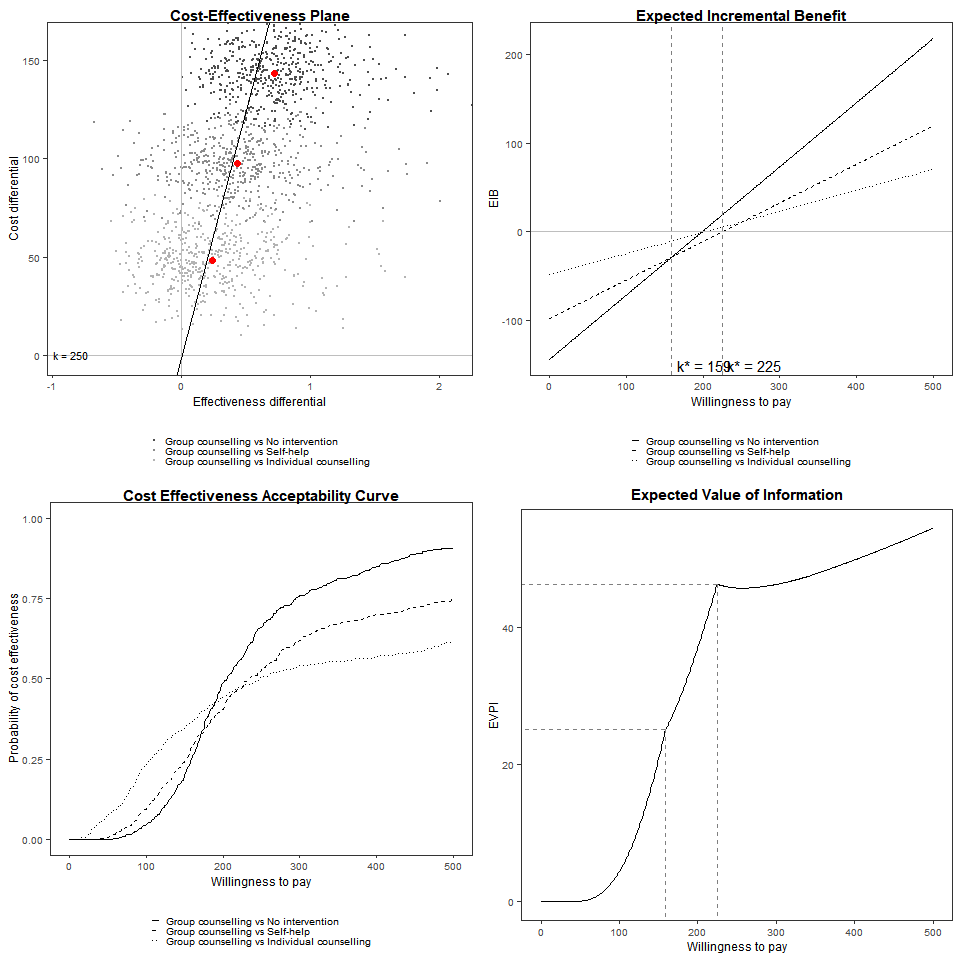 Cost-Effectiveness Plane
Cost differential
150
100
50
0
k = 250
-1
0
1
2
Effectiveness differential
Group counselling vs No intervention
Group counselling vs Self-help
Group counselling vs Individual counselling
Expected Incremental Benefit
EIB
200
100
0
-100
k* = 159
k* = 225
0
100
200
300
400
500
Willingness to pay
Group counselling vs No intervention
Group counselling vs Self-help
Group counselling vs Individual counselling
Cost Effectiveness Acceptability Curve
Probability of cost effectiveness
1.00
0.75
0.50
0.25
0.00
0
100
200
300
400
500
Willingness to pay
Group counselling vs No intervention
Group counselling vs Self-help
Group counselling vs Individual counselling
Expected Value of Information
EVPI
40
20
0
0
100
200
300
400
500
Willingness to pay